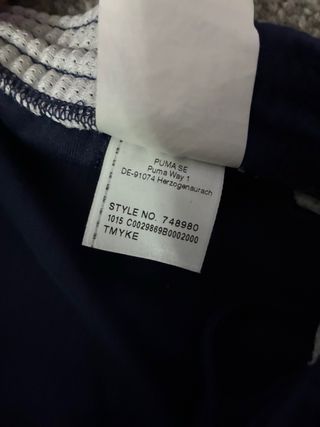 PUMA SE
Puma Way 1
DE-91074 Herzogenaurach
STYLE NO. 748980
1015 C0029869B0002000
TMYKE